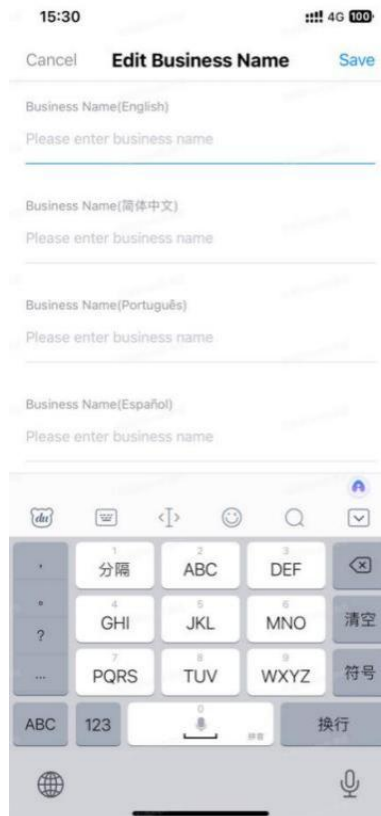 15:30 4G 100
Cancel Edit Business Name Save
Business Name(English)
Please enter business name
Business Name(简体中文)
Please enter business name
Business Name(Português)
Please enter business name
Business Name(Español)
Please enter business name
du
, 1 分隔 2 ABC 3 DEF
。 4 GHI 5 JKL 6 MNO 清空
?
... 7 PQRS 8 TUV 9 WXYZ 符号
ABC 123 0 拼音 换行